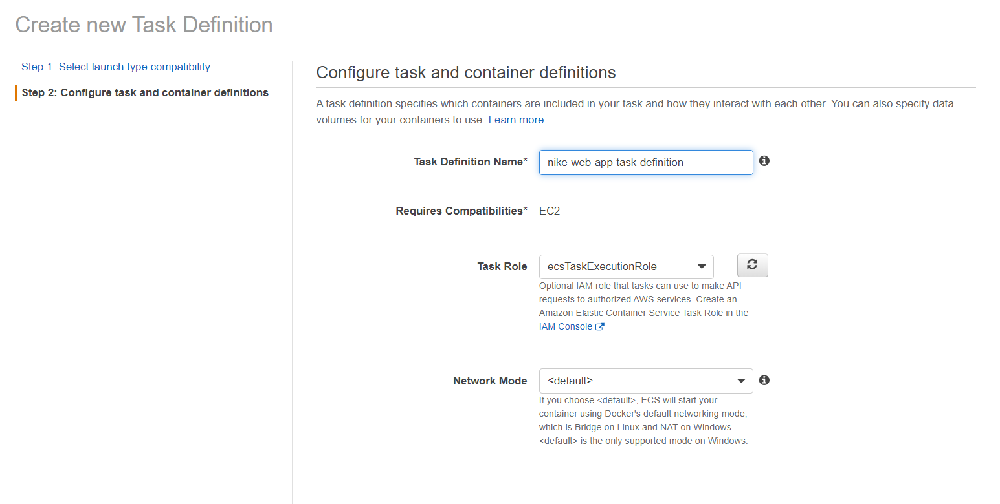 Create new Task Definition
Step 1: Select launch type compatibility
Step 2: Configure task and container definitions
Configure task and container definitions
A task definition specifies which containers are included in your task and how they interact with each other. You can also specify data
volumes for your containers to use. Learn more
Task Definition Name* nike-web-app-task-definition
Requires Compatibilities* EC2
Task Role ecsTaskExecutionRole
Optional IAM role that tasks can use to make API
requests to authorized AWS services. Create an
Amazon Elastic Container Service Task Role in the
IAM Console
Network Mode <default>
If you choose <default>, ECS will start your
container using Docker's default networking mode,
which is Bridge on Linux and NAT on Windows.
<default> is the only supported mode on Windows.